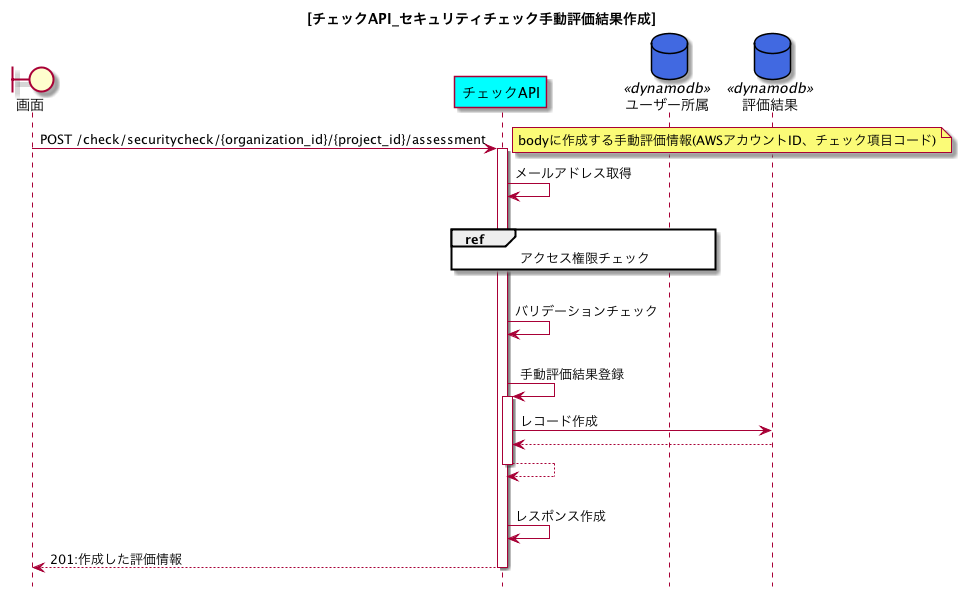 [チェックAPI_セキュリティチェック手動評価結果作成]
画面
チェックAPI
«dynamodb»
ユーザー所属
«dynamodb»
評価結果
POST /check/securitycheck/{organization_id}/{project_id}/assessment
bodyに作成する手動評価情報(AWSアカウントID、チェック項目コード)
メールアドレス取得
ref
アクセス権限チェック
バリデーションチェック
手動評価結果登録
レコード作成
レスポンス作成
201:作成した評価情報